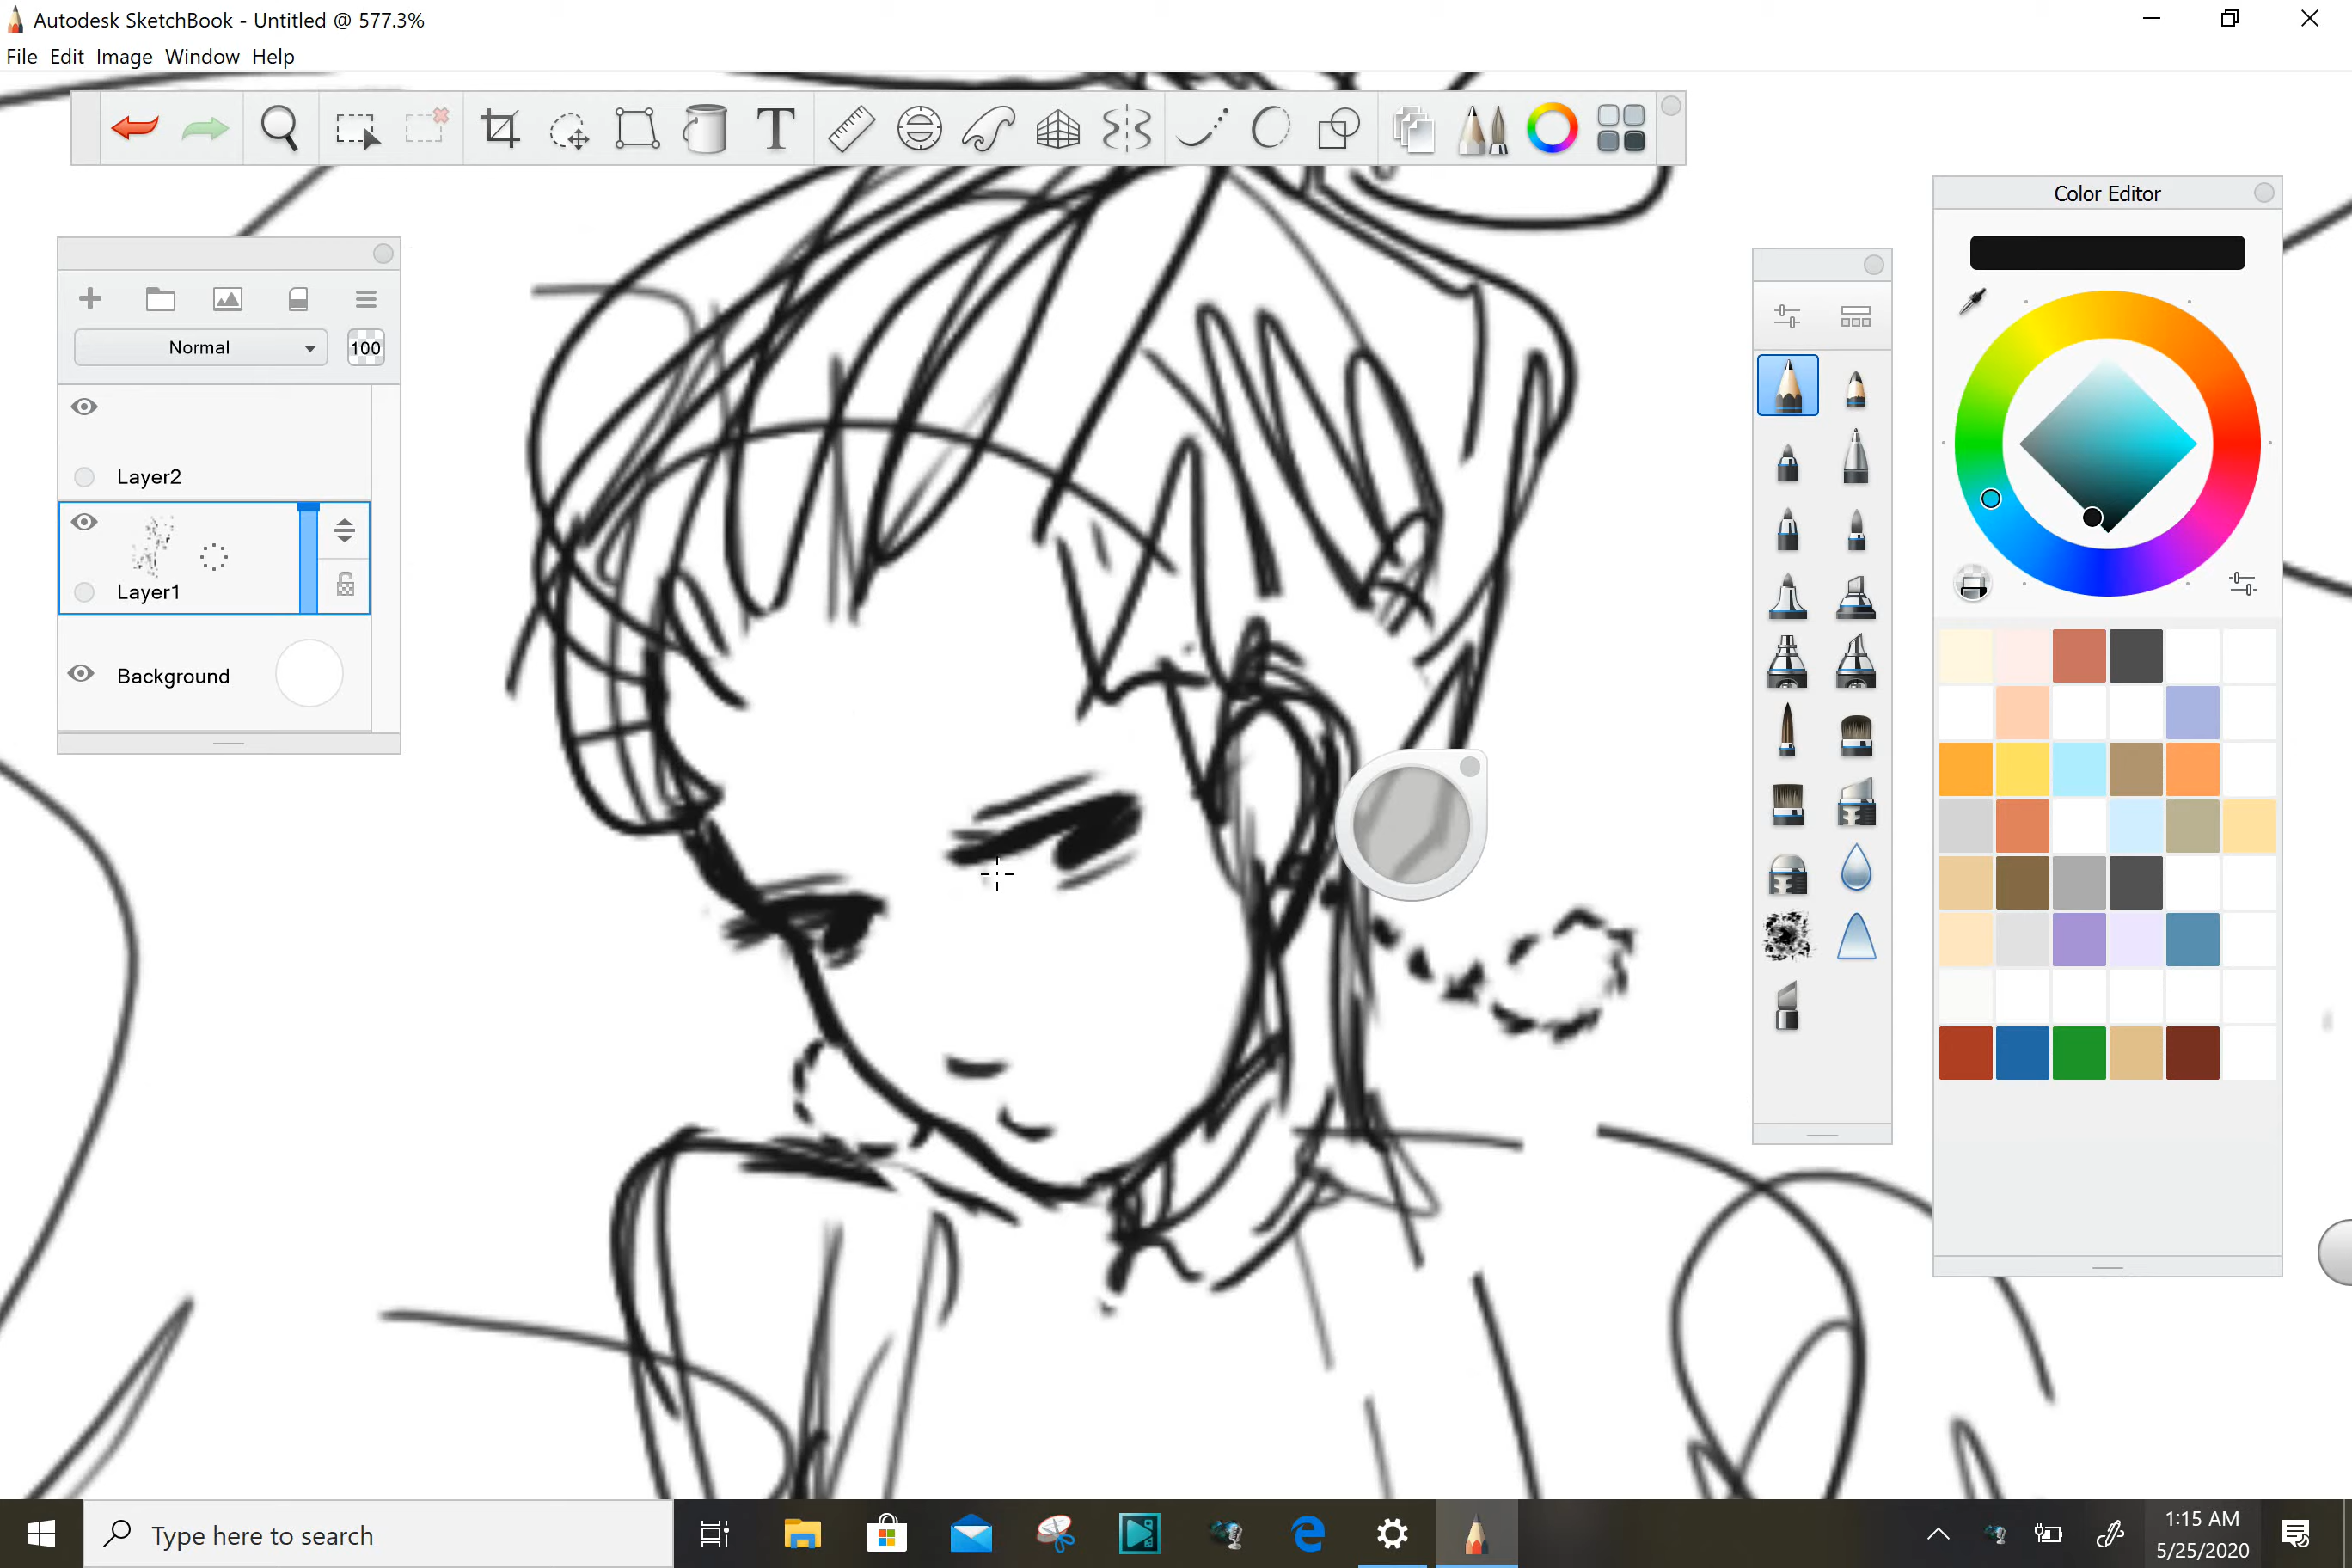 Autodesk SketchBook - Untitled @ 577.3%
File Edit Image Window Help
T
Color Editor
Normal
100
Layer2
Layer1
Background
Type here to search
1:15 AM
5/25/2020